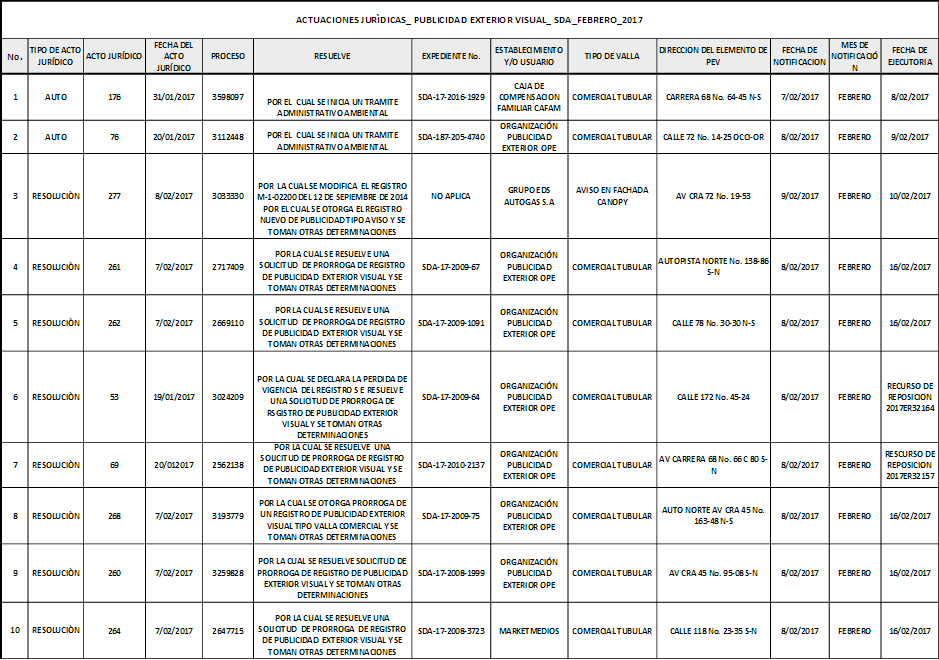 ACTUACIONES JURÌDICAS_ PUBLICIDAD EXTERIOR VISUAL_ SDA_FEBRERO_2017
No. TIPO DE ACTO JURÍDICO ACTO JURÍDICO FECHA DEL ACTO JURÍDICO PROCESO RESUELVE EXPEDIENTE No. ESTABLECIMIENTO Y/O USUARIO TIPO DE VALLA DIRECCION DEL ELEMENTO DE PEV FECHA DE NOTIFICACION MES DE NOTIFICACIÓN FECHA DE EJECUTORIA
1 AUTO 176 31/01/2017 3598097 POR EL CUAL SE INICIA UN TRAMITE ADMINISTRATIVO AMBIENTAL SDA-17-2016-1929 CAJA DE COMPENSACION FAMILIAR CAFAM COMERCIAL TUBULAR CARRERA 68 No. 64-45 N-S 7/02/2017 FEBRERO 8/02/2017
2 AUTO 76 20/01/2017 3112448 POR EL CUAL SE INICIA UN TRAMITE ADMINISTRATIVO AMBIENTAL SDA-187-205-4740 ORGANIZACIÓN PUBLICIDAD EXTERIOR OPE COMERCIAL TUBULAR CALLE 72 No. 14-25 OCCI-OR 8/02/2017 FEBRERO 9/02/2017
3 RESOLUCIÒN 277 8/02/2017 3033330 POR LA CUAL SE MODIFICA EL REGISTRO M-1-02200 DEL 12 DE SEPIEMBRE DE 2014 POR EL CUAL SE OTORGA EL REGISTRO NUEVO DE PUBLICIDAD TIPO AVISO Y SE TOMAN OTRAS DETERMINACIONES NO APLICA GRUPO EDS AUTOGAS S.A AVISO EN FACHADA CANOPY AV CRA 72 No. 19-53 9/02/2017 FEBRERO 10/02/2017
4 RESOLUCIÒN 261 7/02/2017 2717409 POR LA CUAL SE RESUELVE UNA SOLICITUD DE PRORROGA DE REGISTRO DE PUBLICIDAD EXTERIOR VISUAL Y SE TOMAN OTRAS DETERMINACIONES SDA-17-2009-67 ORGANIZACIÓN PUBLICIDAD EXTERIOR OPE COMERCIAL TUBULAR AUTOPISTA NORTE No. 138-86 S-N 8/02/2017 FEBRERO 16/02/2017
5 RESOLUCIÒN 262 7/02/2017 2669110 POR LA CUAL SE RESUELVE UNA SOLICITUD DE PRORROGA DE REGISTRO DE PUBLICIDAD EXTERIOR VISUAL Y SE TOMAN OTRAS DETERMINACIONES SDA-17-2009-1091 ORGANIZACIÓN PUBLICIDAD EXTERIOR OPE COMERCIAL TUBULAR CALLE 78 No. 30-30 N-S 8/02/2017 FEBRERO 16/02/2017
6 RESOLUCIÒN 53 19/01/2017 3024209 POR LA CUAL SE DECLARA LA PERDIDA DE VIGENCIA DEL REGISTRO S E RESUELVE UNA SOLICITUD DE PRORROGA DE RSGISTRO DE PUBLICIDAD EXTERIOR VISUAL Y SE TOMAN OTRAS DETERMINACIONES SDA-17-2009-64 ORGANIZACIÓN PUBLICIDAD EXTERIOR OPE COMERCIAL TUBULAR CALLE 172 No. 45-24 8/02/2017 FEBRERO RECURSO DE REPOSICION 2017ER32164
7 RESOLUCIÒN 69 20/012017 2562138 POR LA CUAL SE RESUELVE UNA SOLICITUD DE PRORROGA DE REGISTRO DE PUBLICIDAD EXTERIOR VISUAL Y SE TOMAN OTRAS DETERMINACIONES SDA-17-2010-2137 ORGANIZACIÓN PUBLICIDAD EXTERIOR OPE COMERCIAL TUBULAR AV CARRERA 68 No. 66 C 80 S-N 8/02/2017 FEBRERO RESCURSO DE REPOSICION 2017ER32157
8 RESOLUCIÒN 268 7/02/2017 3193779 POR LA CUAL SE OTORGA PRORROGA DE UN REGISTRO DE PUBLICIDAD EXTERIOR VISUAL TIPO VALLA COMERCIAL Y SE TOMAN OTRAS DETERMINACIONES SDA-17-2009-75 ORGANIZACIÓN PUBLICIDAD EXTERIOR OPE COMERCIAL TUBULAR AUTO NORTE AV CRA 45 No. 163-48 N-S 8/02/2017 FEBRERO 16/02/2017
9 RESOLUCIÒN 260 7/02/2017 3259828 POR LA CUAL SE RESUELVE SOLICITUD DE PRORROGA DE REGISTRO DE PUBLICIDAD EXTERIOR VISUAL Y SE TOMAN OTRAS DETERMINACIONES SDA-17-2008-1999 ORGANIZACIÓN PUBLICIDAD EXTERIOR OPE COMERCIAL TUBULAR AV CRA 45 No. 95-08 S-N 8/02/2017 FEBRERO 16/02/2017
10 RESOLUCIÒN 264 7/02/2017 2647715 POR LA CUAL SE RESUELVE UNA SOLICITUD DE PRORROGA DE REGISTRO DE PUBLICIDAD EXTERIOR VISUAL Y SE TOMAN OTRAS DETERMINACIONES SDA-17-2008-3723 MARKETMEDIOS COMERCIAL TUBULAR CALLE 118 No. 23-35 S-N 8/02/2017 FEBRERO 16/02/2017